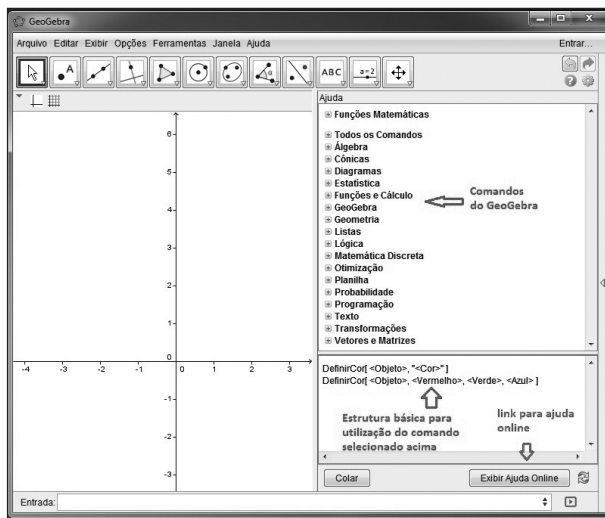 GeoGebra
Arquivo Editar Exibir Opções Ferramentas Janela Ajuda
Entrar...
A
α
ABC
a=2
Ajuda
Funções Matemáticas
Todos os Comandos
Álgebra
Cônicas
Diagramas
Estatística
Funções e Cálculo
GeoGebra
Geometria
Listas
Lógica
Matemática Discreta
Otimização
Planilha
Probabilidade
Programação
Texto
Transformações
Vetores e Matrizes
Comandos
do GeoGebra
6
5
4
3
2
1
0
-4 -3 -2 -1 0 1 2 3
-1
-2
-3
DefinirCor[ <Objeto>, "<Cor>" ]
DefinirCor[ <Objeto>, <Vermelho>, <Verde>, <Azul> ]
Estrutura básica para
utilização do comando
selecionado acima
link para ajuda
online
Colar
Exibir Ajuda Online
Entrada: